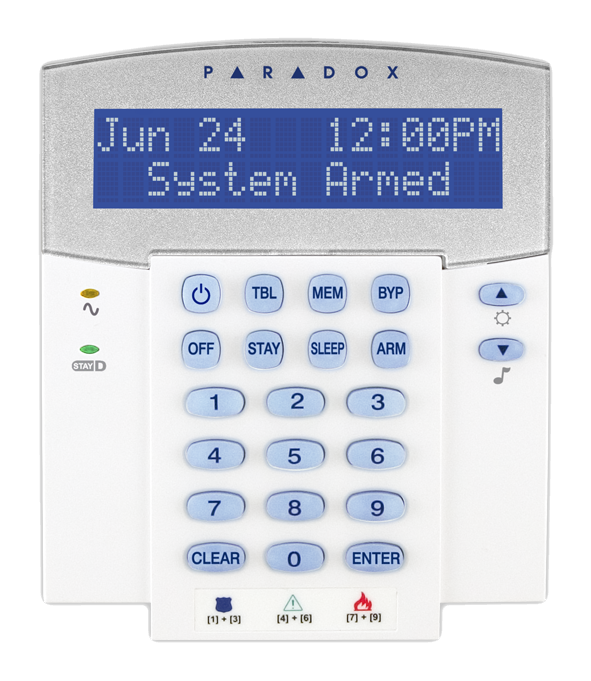 PARADOX
Jun 24 12:00PM
System Armed
TBL MEM BYP
OFF STAY SLEEP ARM
1 2 3
4 5 6
7 8 9
CLEAR 0 ENTER
STAY D
[1] + [3] [4] + [6] [7] + [9]